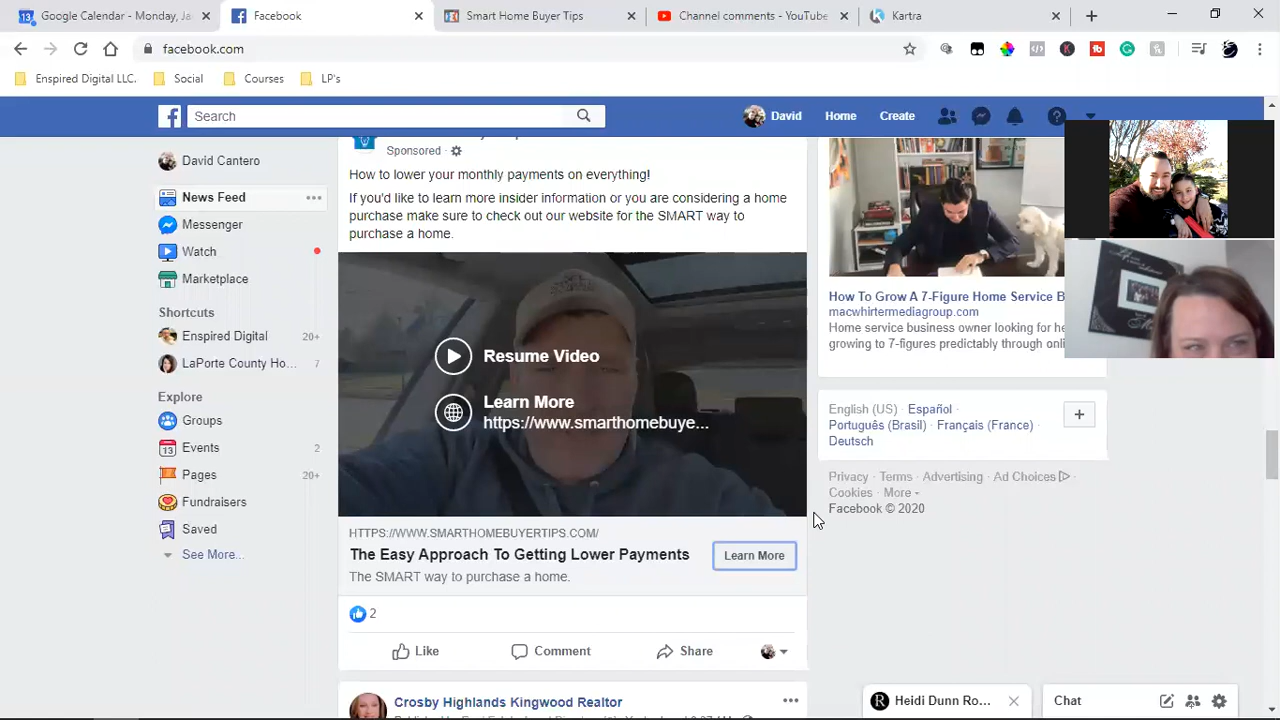 Google Calendar - Monday, Ja
Facebook
Smart Home Buyer Tips
Channel comments - YouTube
Kartra
facebook.com
Enspired Digital LLC.
Social
Courses
LP's
Search
David
Home
Create
David Cantero
News Feed
Messenger
Watch
Marketplace
Shortcuts
Enspired Digital 20+
LaPorte County Ho... 7
Explore
Groups
Events 2
Pages 20+
Fundraisers
Saved
See More...
Sponsored ·
How to lower your monthly payments on everything!
If you'd like to learn more insider information or you are considering a home
purchase make sure to check out our website for the SMART way to
purchase a home.
Resume Video
Learn More
https://www.smarthomebuye...
HTTPS://WWW.SMARTHOMEBUYERTIPS.COM/
The Easy Approach To Getting Lower Payments
Learn More
The SMART way to purchase a home.
2
Like
Comment
Share
Crosby Highlands Kingwood Realtor
How To Grow A 7-Figure Home Service B
macwhirtermediagroup.com
Home service business owner looking for he
growing to 7-figures predictably through onli
English (US) · Español ·
Português (Brasil) · Français (France) ·
Deutsch
Privacy · Terms · Advertising · Ad Choices ·
Cookies · More
Facebook © 2020
Heidi Dunn Ro...
Chat